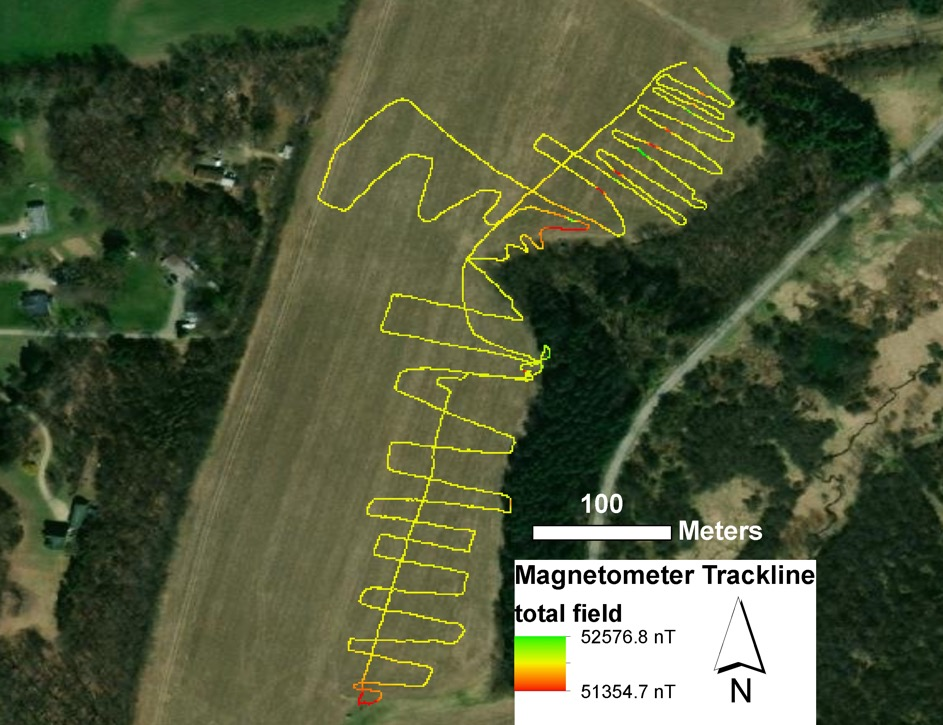 100
Meters
Magnetometer Trackline
total field
52576.8 nT
51354.7 nT
N